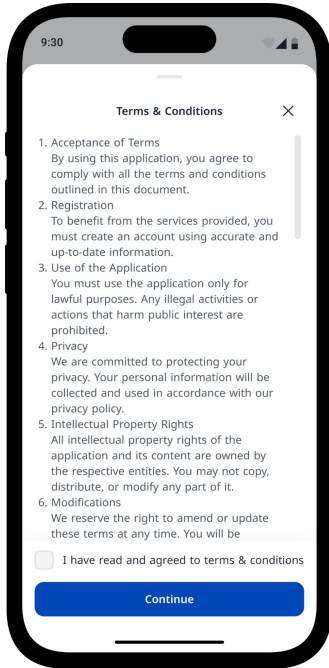 9:30
Terms & Conditions
1. Acceptance of Terms
By using this application, you agree to
comply with all the terms and conditions
outlined in this document.
2. Registration
To benefit from the services provided, you
must create an account using accurate and
up-to-date information.
3. Use of the Application
You must use the application only for
lawful purposes. Any illegal activities or
actions that harm public interest are
prohibited.
4. Privacy
We are committed to protecting your
privacy. Your personal information will be
collected and used in accordance with our
privacy policy.
5. Intellectual Property Rights
All intellectual property rights of the
application and its content are owned by
the respective entities. You may not copy,
distribute, or modify any part of it.
6. Modifications
We reserve the right to amend or update
these terms at any time. You will be
I have read and agreed to terms & conditions
Continue